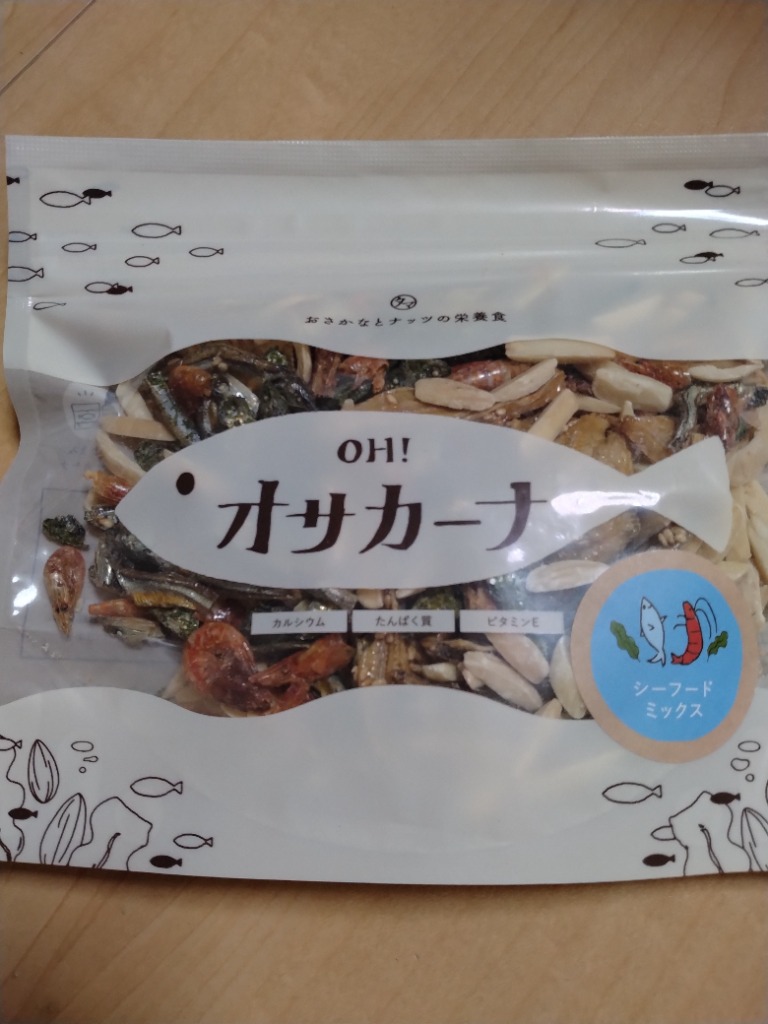 おさかなとナッツの栄養食
OH!
オサカーナ
カルシウム
たんぱく質
ビタミンE
シーフード
ミックス